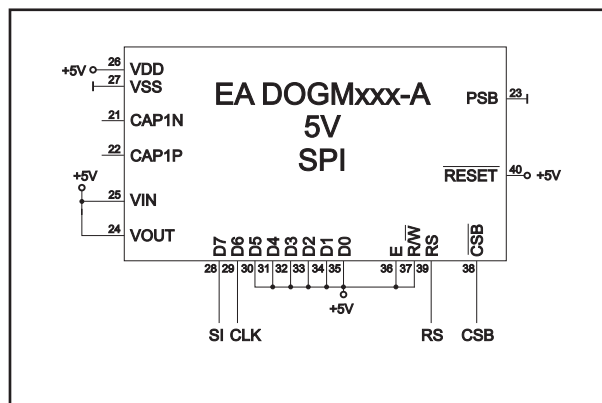 EA DOGMxxx-A
5V
SPI
+5V 26 VDD
27 VSS
21 CAP1N
22 CAP1P
+5V
25 VIN
24 VOUT
PSB 23
RESET 40 +5V
D7 D6 D5 D4 D3 D2 D1 D0 E R/W RS CSB
28 29 30 31 32 33 34 35 36 37 39 38
+5V
SI CLK RS CSB